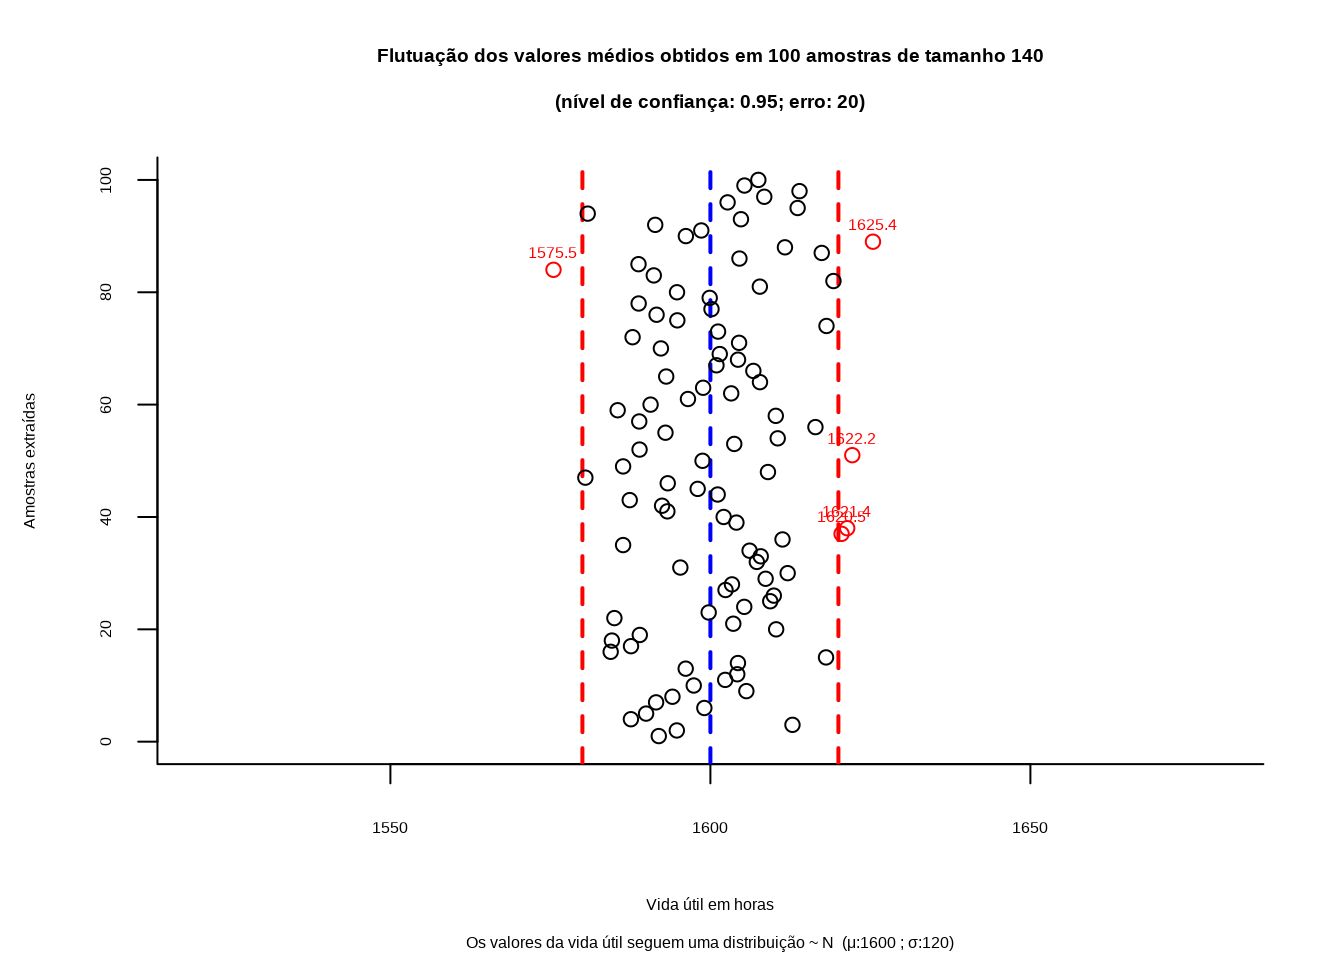 Flutuação dos valores médios obtidos em 100 amostras de tamanho 140
(nível de confiança: 0.95; erro: 20)
100
80
60
40
20
0
Amostras extraídas
1625.4
1575.5
1622.2
1621.4
1620.5
1550
1600
1650
Vida útil em horas
Os valores da vida útil seguem uma distribuição ~ N  (μ:1600 ; σ:120)